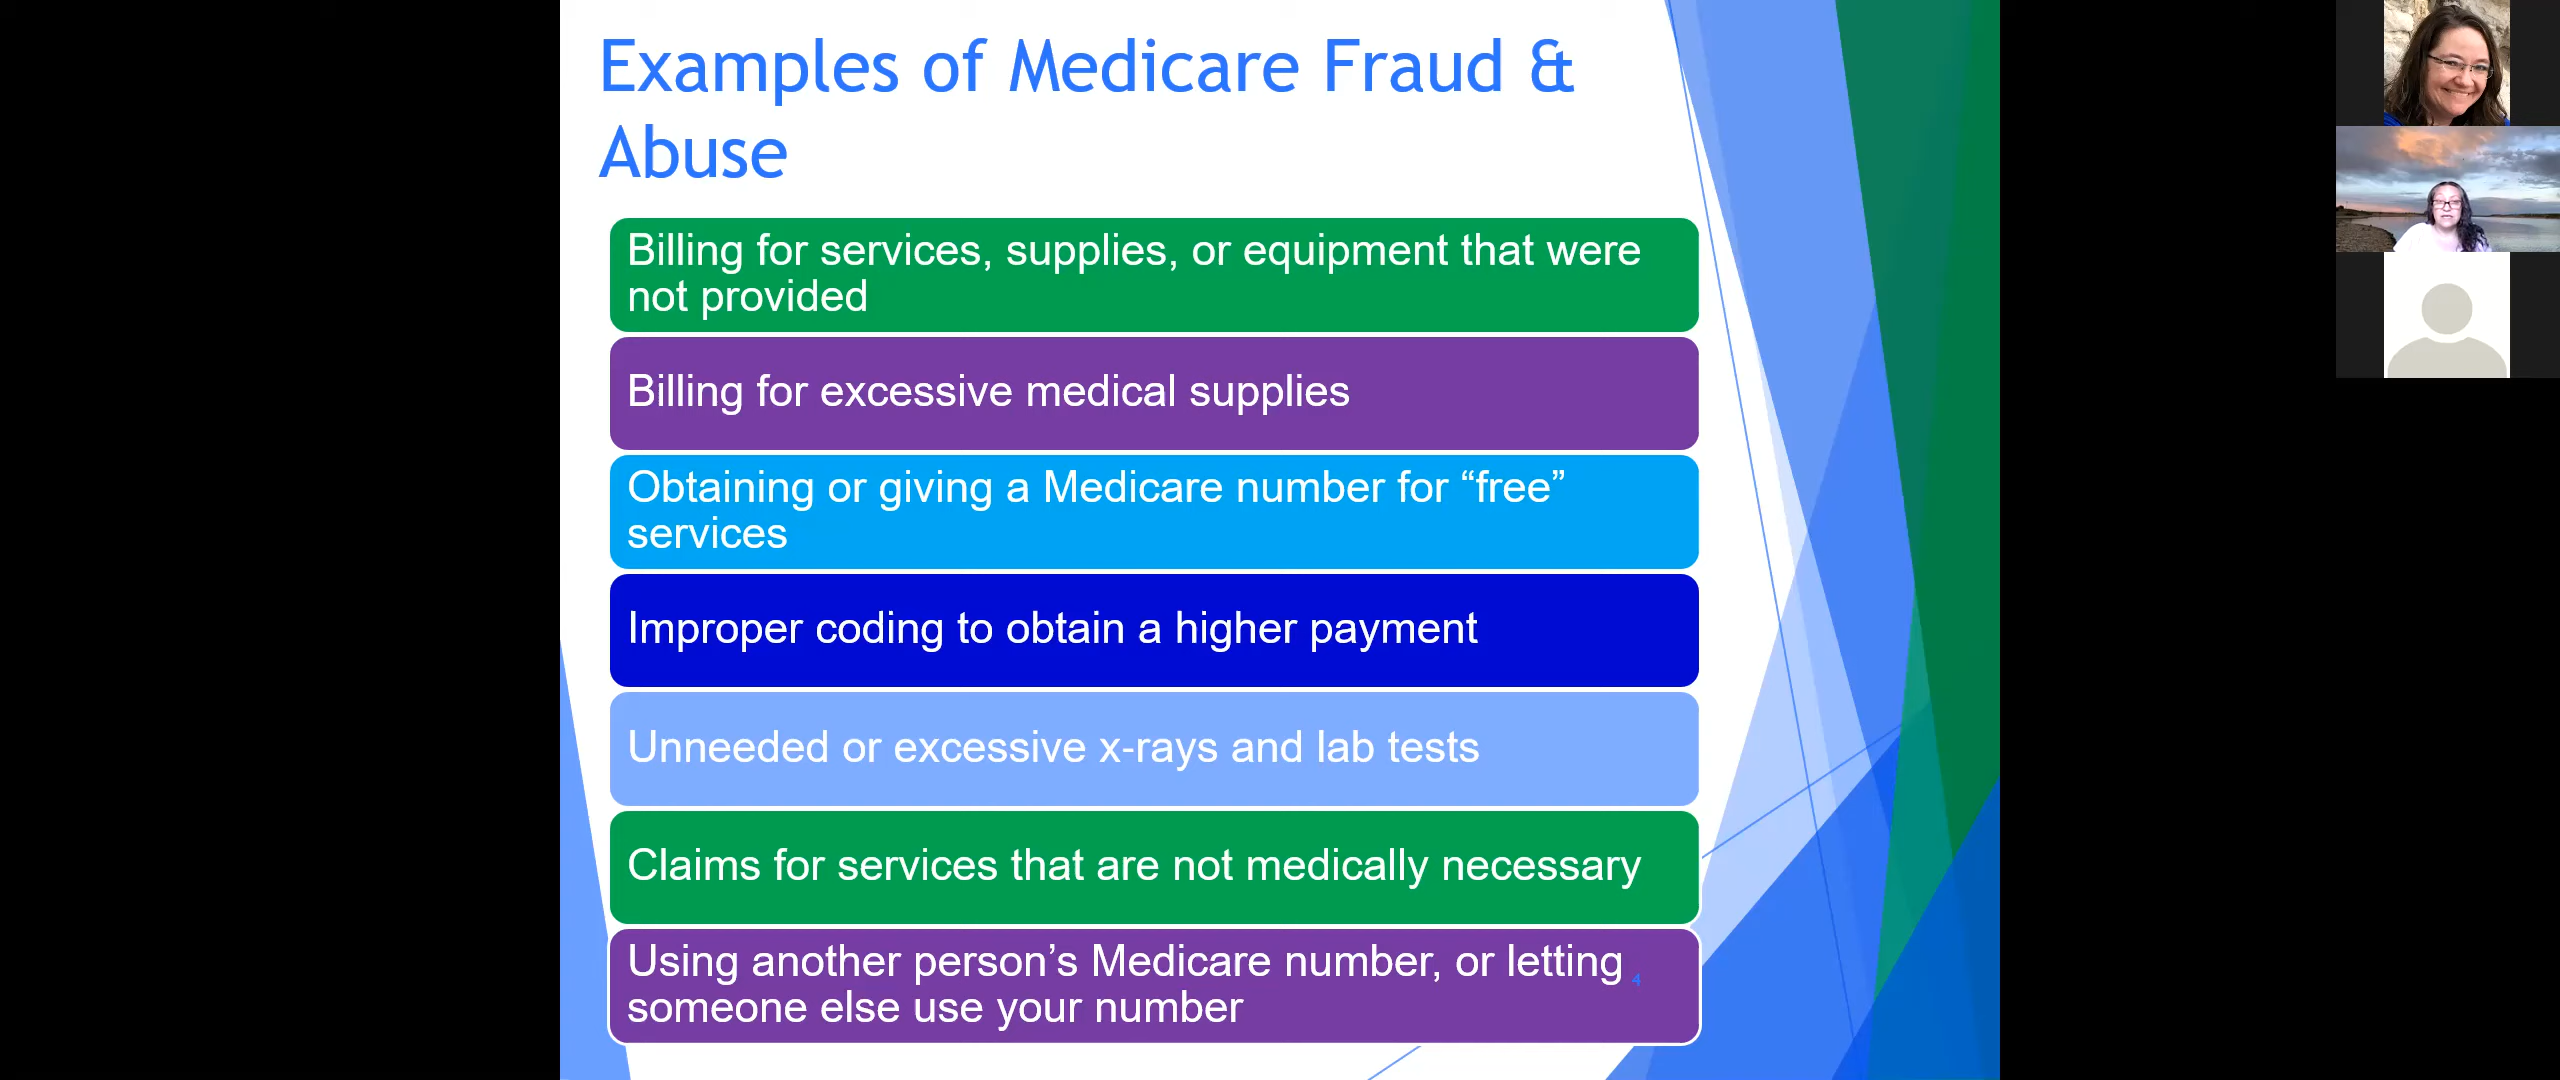 Examples of Medicare Fraud &
Abuse
Billing for services, supplies, or equipment that were
not provided
Billing for excessive medical supplies
Obtaining or giving a Medicare number for “free”
services
Improper coding to obtain a higher payment
Unneeded or excessive x-rays and lab tests
Claims for services that are not medically necessary
Using another person’s Medicare number, or letting
someone else use your number
4